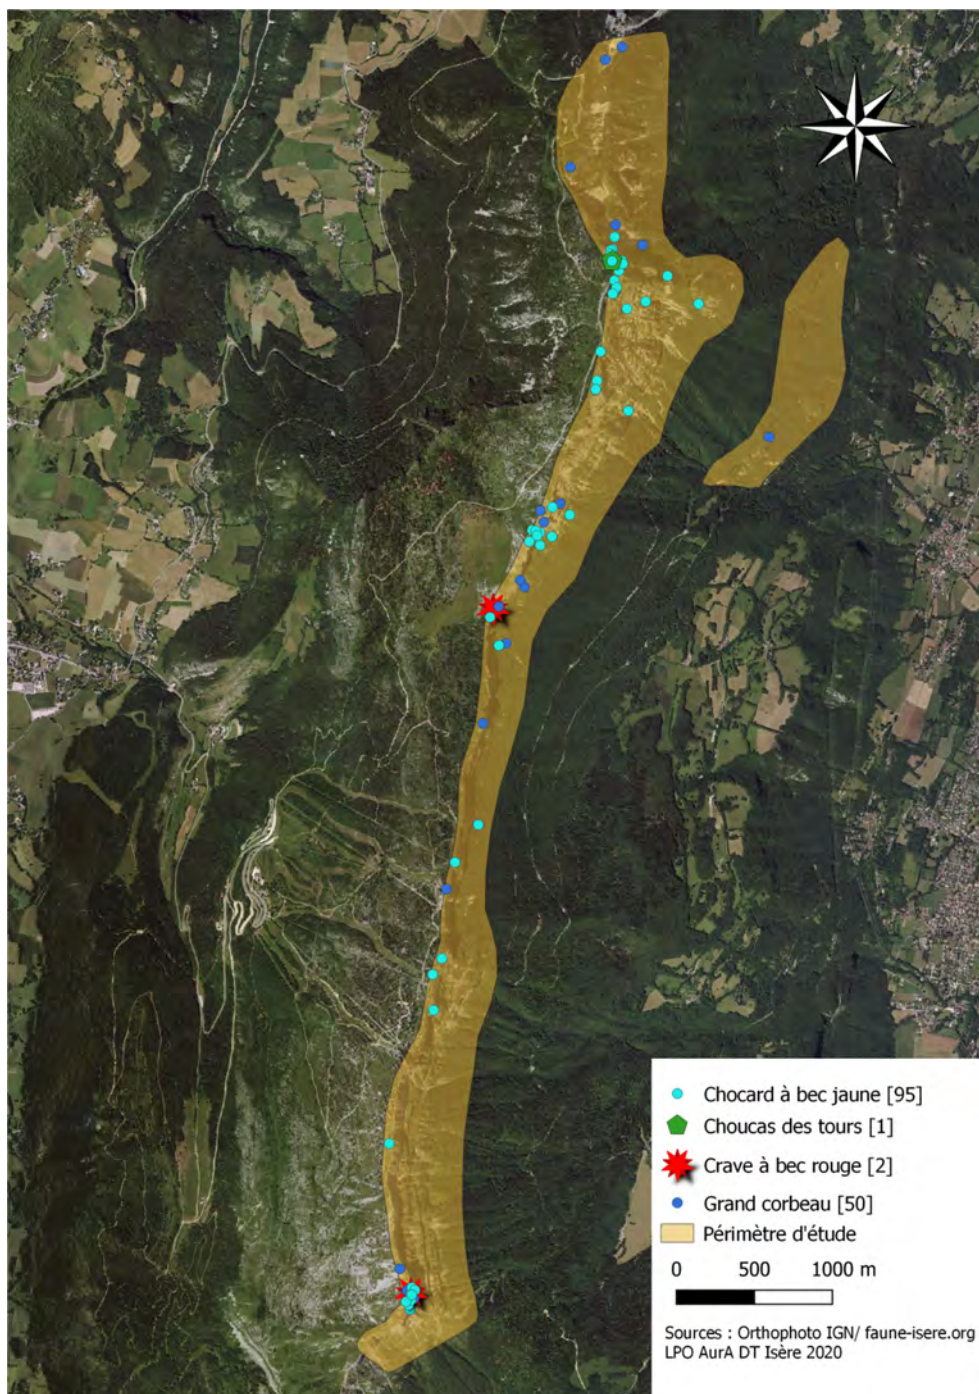 Chocard à bec jaune [95]
Choucas des tours [1]
Crave à bec rouge [2]
Grand corbeau [50]
Périmètre d'étude
0 500 1000 m
Sources : Orthophoto IGN/ faune-isere.org
LPO AurA DT Isère 2020